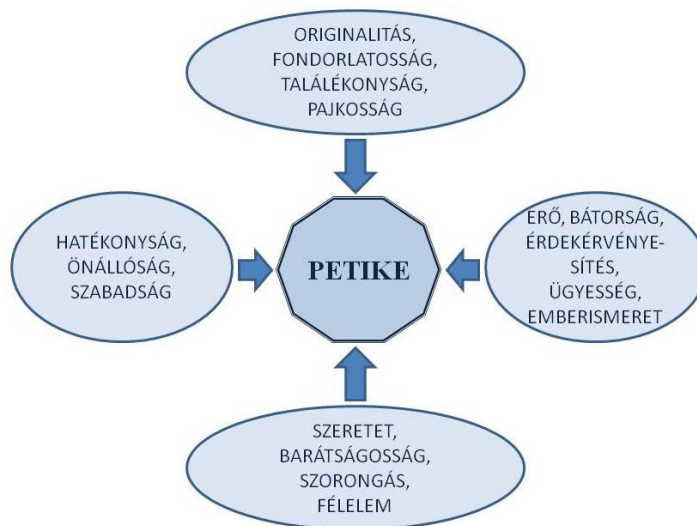 ORIGINALITÁS,
FONDORLATOSSÁG,
TALÁLÉKONYSÁG,
PAJKOSSÁG
HATÉKONYSÁG,
ÖNÁLLÓSÁG,
SZABADSÁG
PETIKE
ERŐ, BÁTORSÁG,
ÉRDEKÉRVÉNYE-
SÍTÉS,
ÜGYESSÉG,
EMBERISMERET
SZERETET,
BARÁTSÁGOSSÁG,
SZORONGÁS,
FÉLELEM